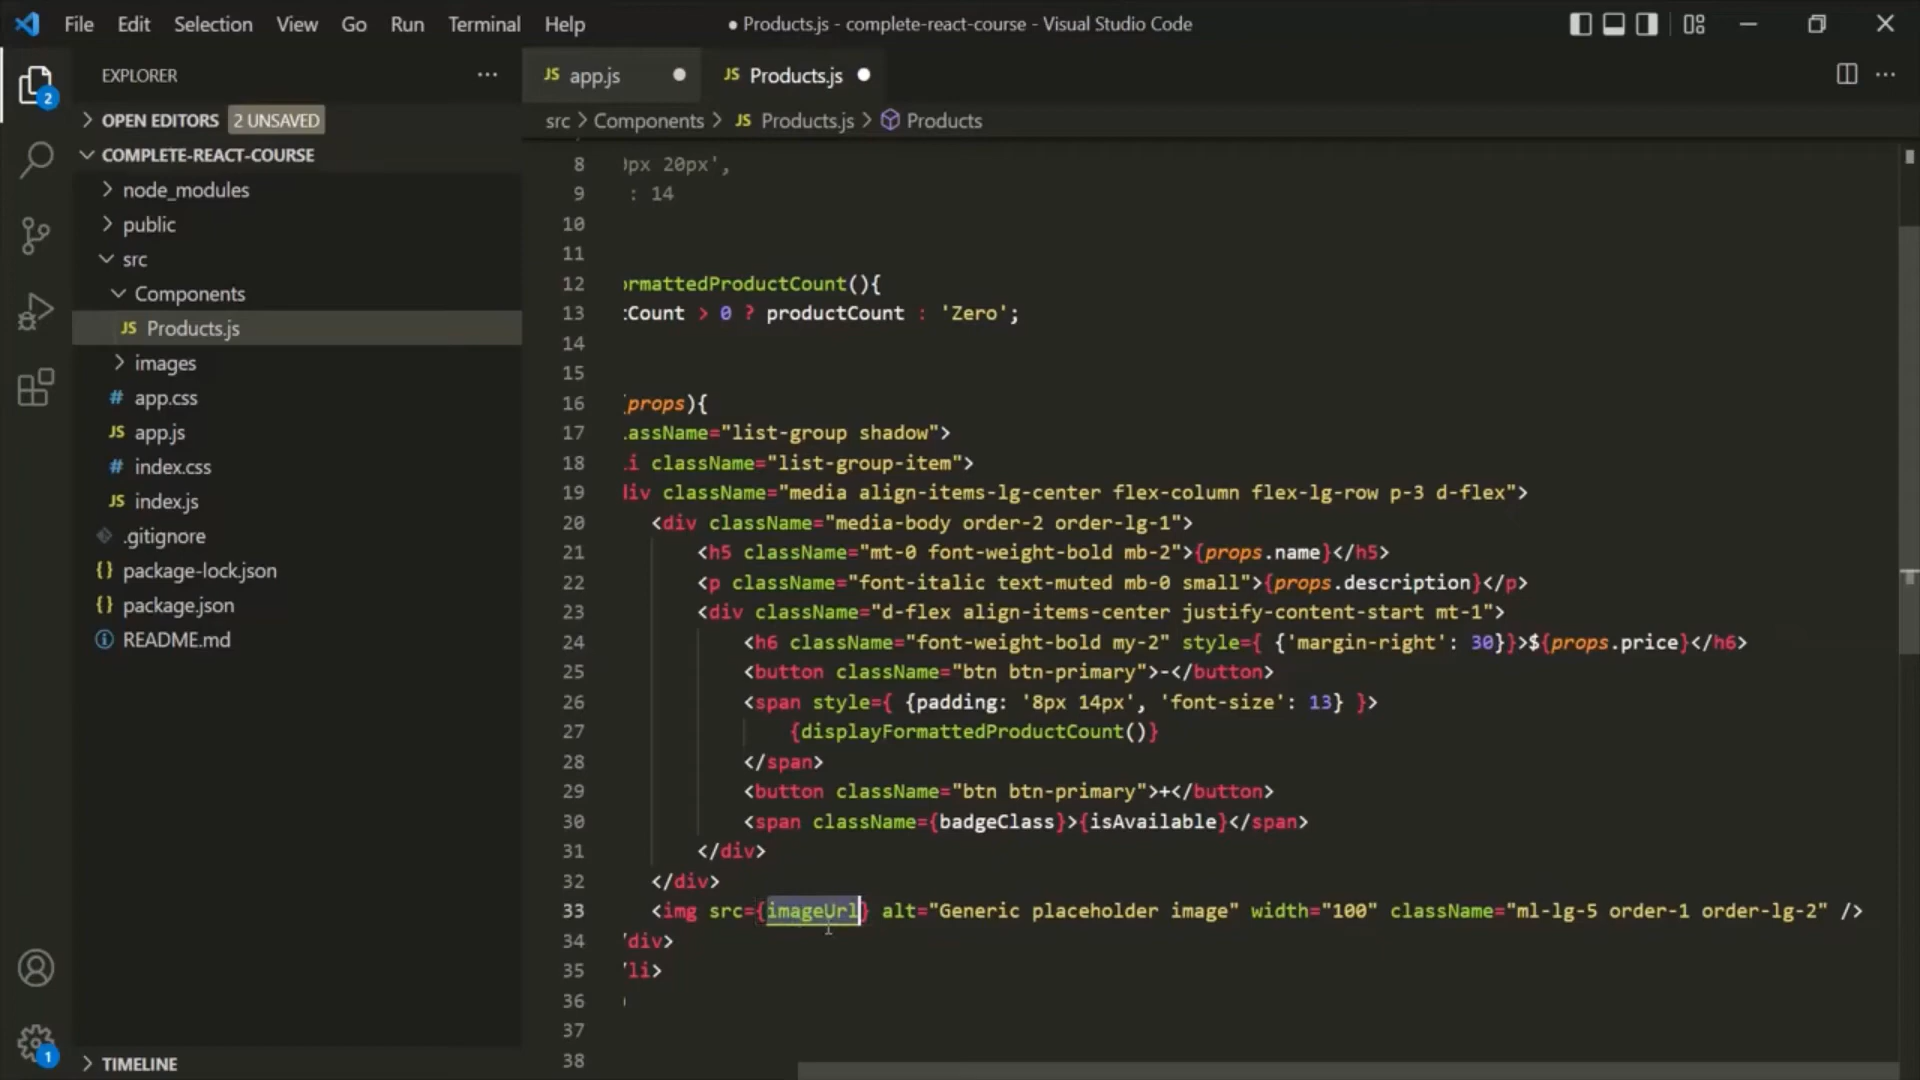 File Edit Selection View Go Run Terminal Help ● Products.js - complete-react-course - Visual Studio Code
EXPLORER ···
JS app.js ● JS Products.js ●
OPEN EDITORS 2 UNSAVED
src > Components > JS Products.js > Products
COMPLETE-REACT-COURSE
node_modules
public
src
Components
JS Products.js
images
# app.css
JS app.js
# index.css
JS index.js
.gitignore
{} package-lock.json
{} package.json
README.md
TIMELINE
2
1
8 px 20px',
9 : 14
10
11
12 rmattedProductCount(){
13 Count > 0 ? productCount : 'Zero';
14
15
16 props){
17 assName="list-group shadow">
18 i className="list-group-item">
19 iv className="media align-items-lg-center flex-column flex-lg-row p-3 d-flex">
20 <div className="media-body order-2 order-lg-1">
21 <h5 className="mt-0 font-weight-bold mb-2">{props.name}</h5>
22 <p className="font-italic text-muted mb-0 small">{props.description}</p>
23 <div className="d-flex align-items-center justify-content-start mt-1">
24 <h6 className="font-weight-bold my-2" style={ {'margin-right': 30}}>${props.price}</h6>
25 <button className="btn btn-primary">-</button>
26 <span style={ {padding: '8px 14px', 'font-size': 13} }>
27 {displayFormattedProductCount()}
28 </span>
29 <button className="btn btn-primary">+</button>
30 <span className={badgeClass}>{isAvailable}</span>
31 </div>
32 </div>
33 <img src={imageUrl} alt="Generic placeholder image" width="100" className="ml-lg-5 order-1 order-lg-2" />
34 div>
35 li>
36
37
38